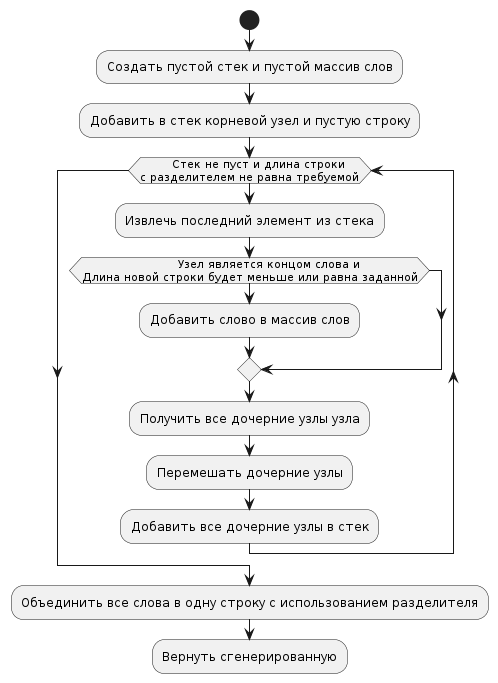 Создать пустой стек и пустой массив слов
Добавить в стек корневой узел и пустую строку
Стек не пуст и длина строки
с разделителем не равна требуемой
Извлечь последний элемент из стека
Узел является концом слова и
Длина новой строки будет меньше или равна заданной
Добавить слово в массив слов
Получить все дочерние узлы узла
Перемешать дочерние узлы
Добавить все дочерние узлы в стек
Объединить все слова в одну строку с использованием разделителя
Вернуть сгенерированную